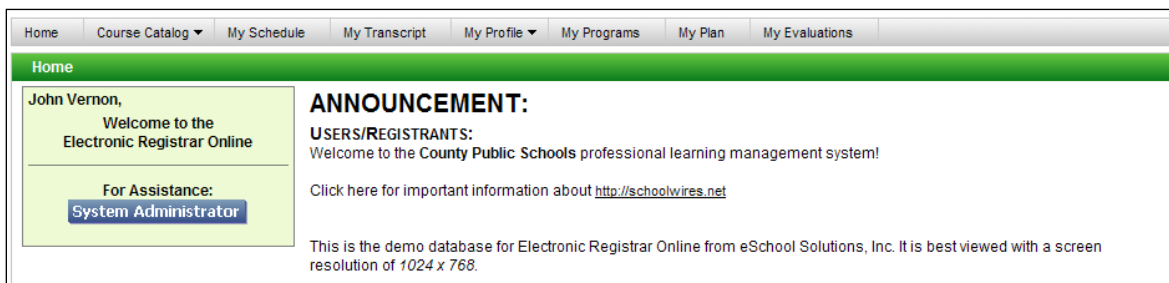 Home Course Catalog ▼ My Schedule My Transcript My Profile ▼ My Programs My Plan My Evaluations
Home
John Vernon,
Welcome to the
Electronic Registrar Online
For Assistance:
System Administrator
ANNOUNCEMENT:
USERS/REGISTRANTS:
Welcome to the County Public Schools professional learning management system!
Click here for important information about http://schoolwires.net
This is the demo database for Electronic Registrar Online from eSchool Solutions, Inc. It is best viewed with a screen
resolution of 1024 x 768.